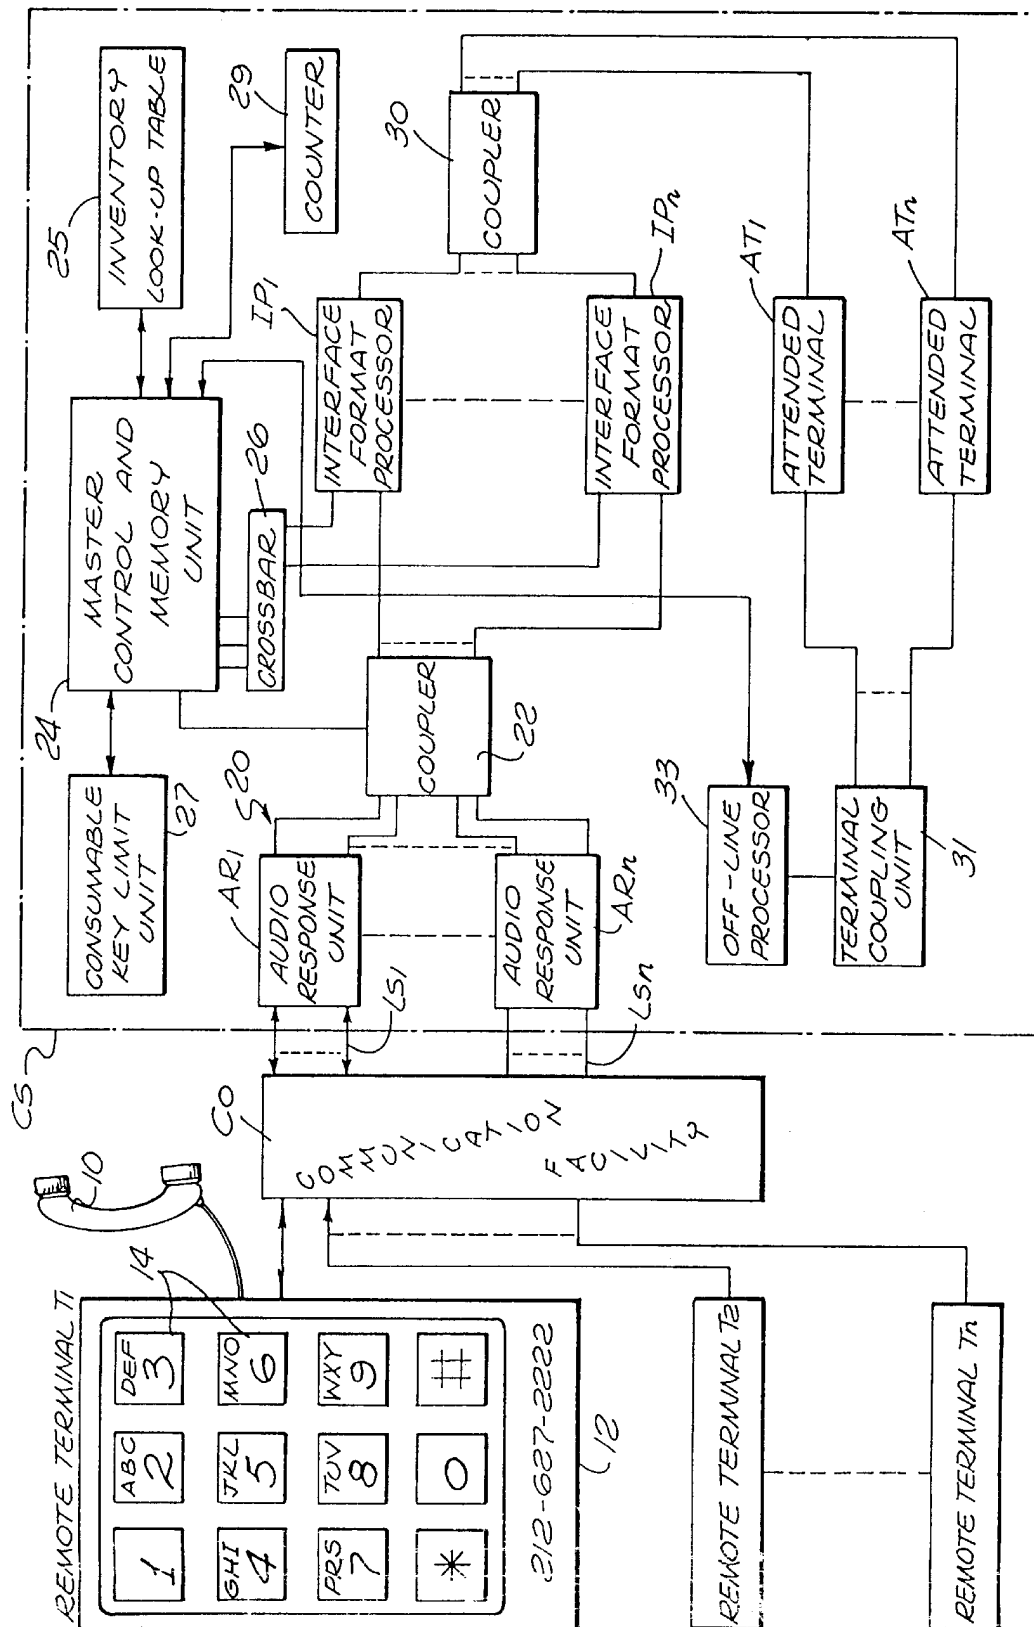 REMOTE TERMINAL T1
1
ABC
2
DEF
3
14
10
GHI
4
JKL
5
MNO
6
PRS
7
TUV
8
WXY
9
*
0
#
212-627-2222
12
REMOTE TERMINAL T2
REMOTE TERMINAL Tn
CO
COMMUNICATION
FACILITY
CS
LS1
LSn
CONSUMABLE
KEY LIMIT
UNIT
27
24
MASTER
CONTROL AND
MEMORY
UNIT
25
INVENTORY
LOOK-UP TABLE
29
COUNTER
CROSSBAR
26
20
AR1
AUDIO
RESPONSE
UNIT
ARn
AUDIO
RESPONSE
UNIT
COUPLER
22
IP1
INTERFACE
FORMAT
PROCESSOR
IPn
INTERFACE
FORMAT
PROCESSOR
30
COUPLER
33
OFF-LINE
PROCESSOR
TERMINAL
COUPLING
UNIT
31
AT1
ATTENDED
TERMINAL
ATn
ATTENDED
TERMINAL